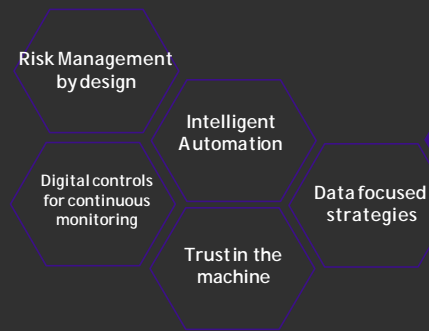 Risk Management
by design
Intelligent
Automation
Digital controls
for continuous
monitoring
Data focused
strategies
Trust in the
machine